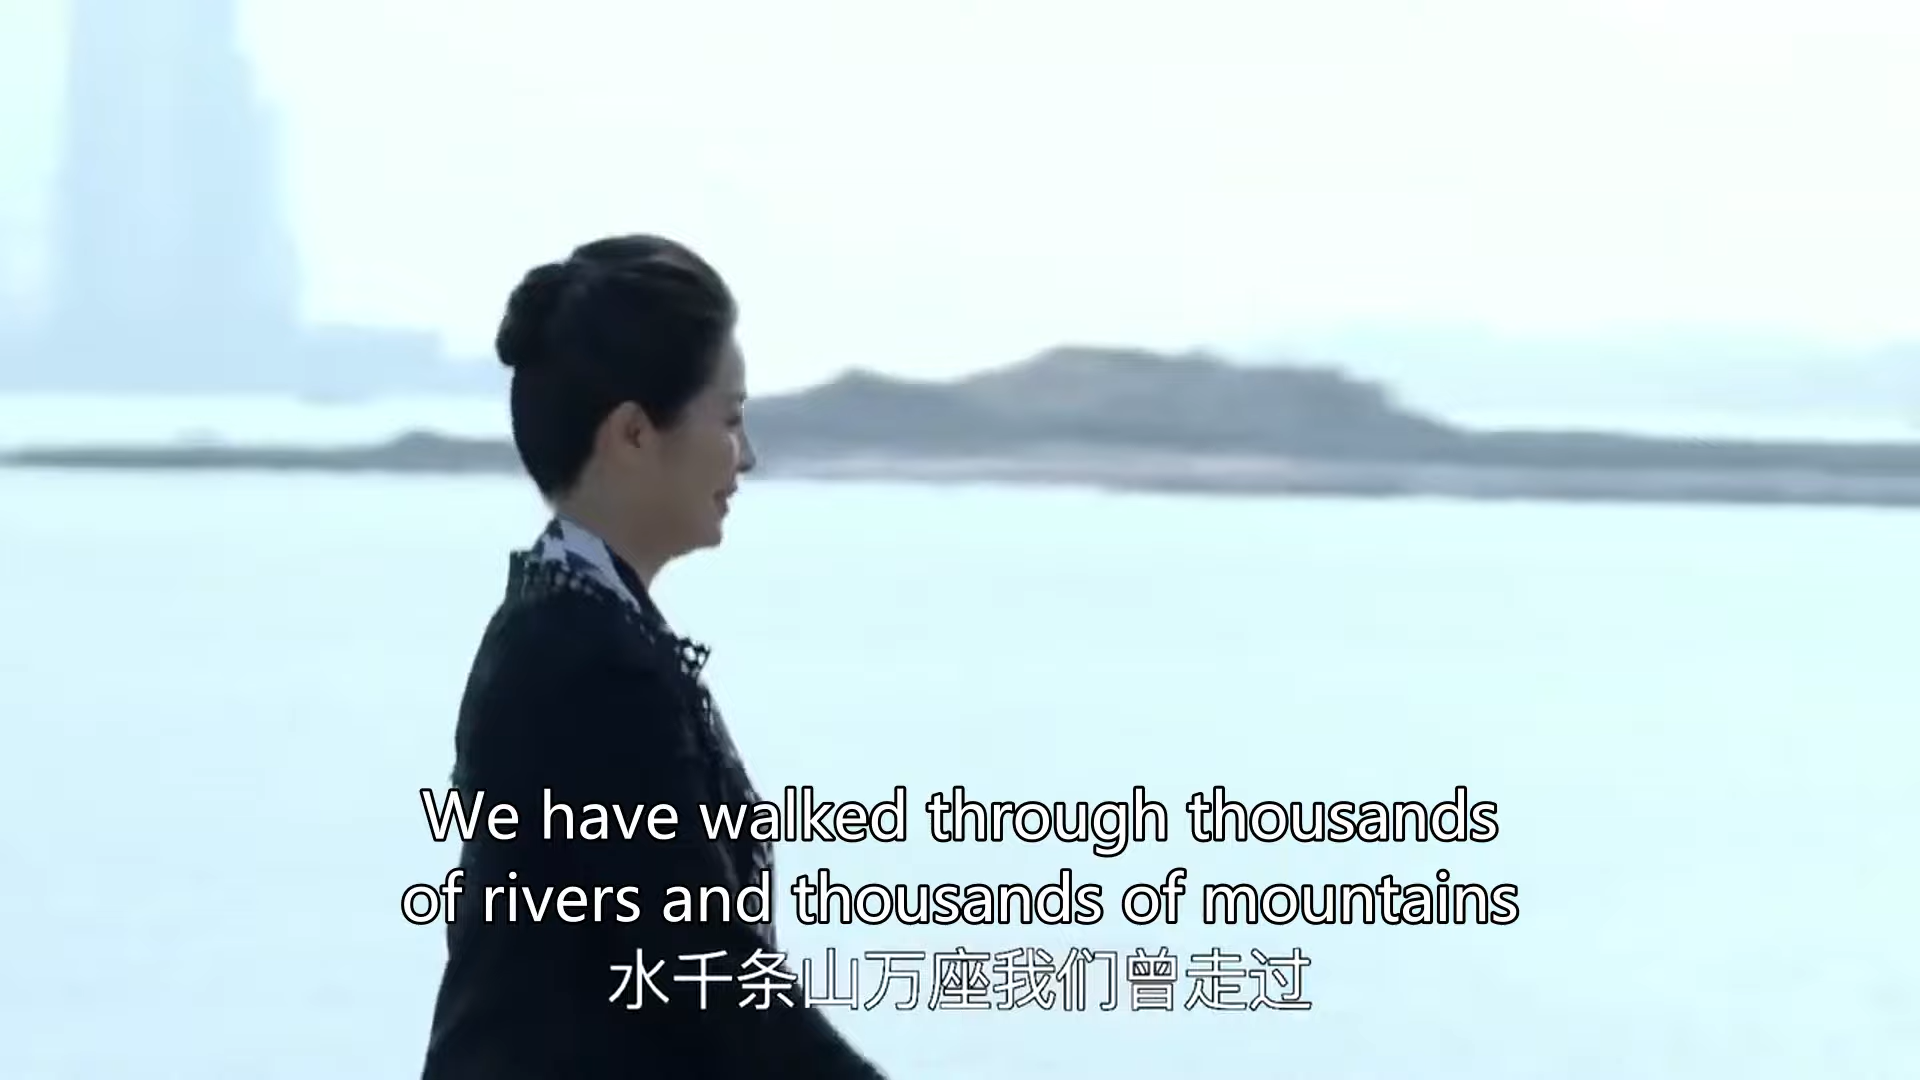 We have walked through thousands
of rivers and thousands of mountains
水千条山万座我们曾走过